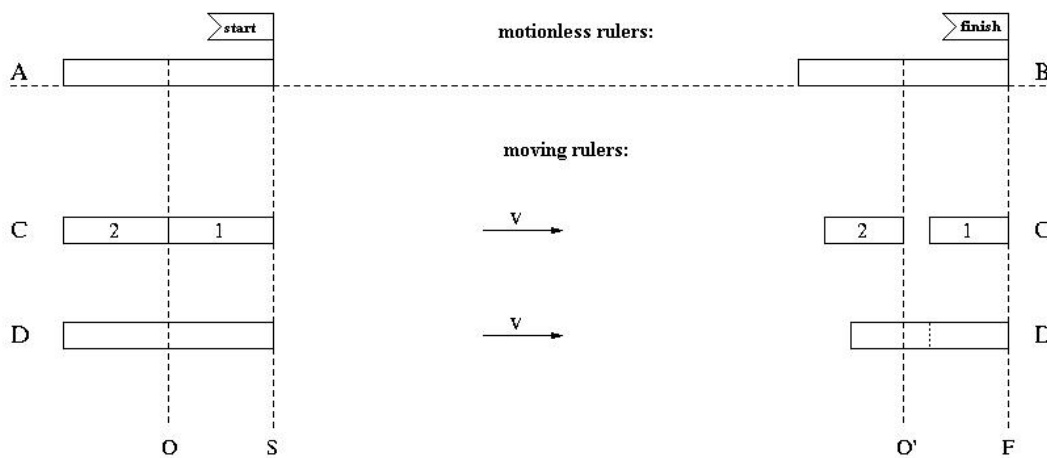 start
motionless rulers:
finish
A
B
moving rulers:
C
2
1
v
2
1
C
D
v
D
O
S
O'
F